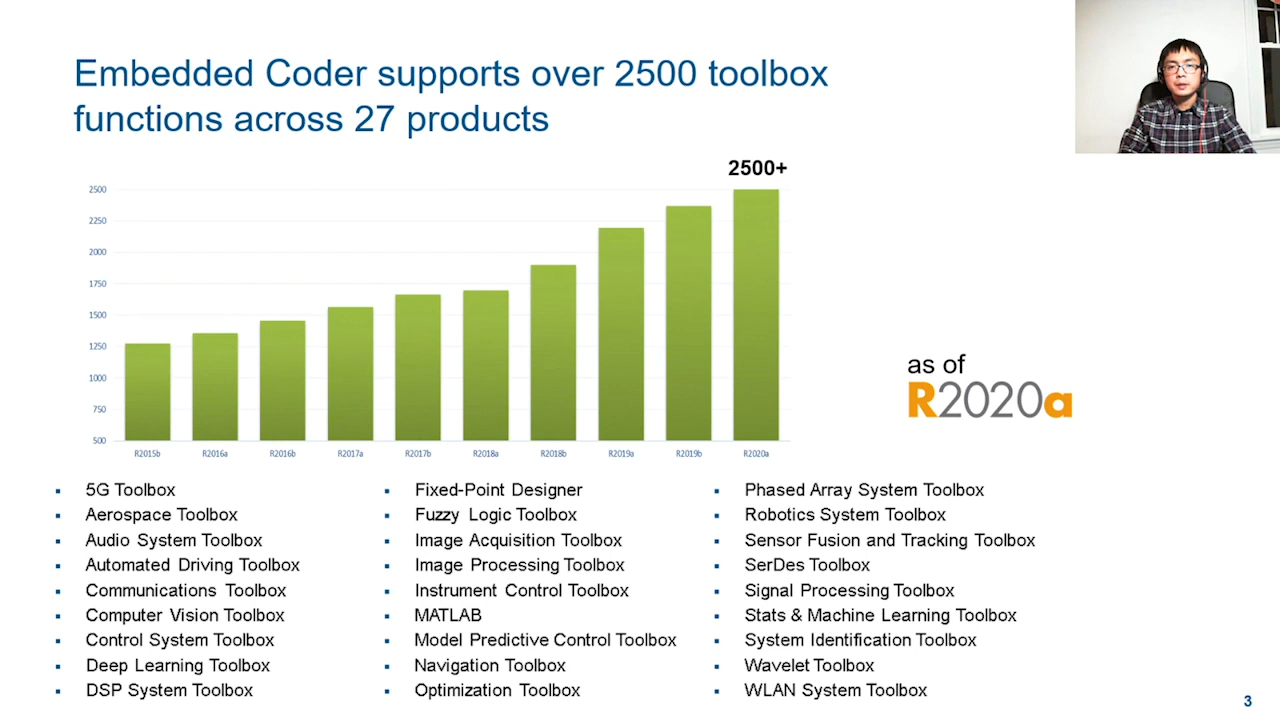 Embedded Coder supports over 2500 toolbox
functions across 27 products
2500+
2500
2250
2000
1750
1500
1250
1000
750
500
R2015b R2016a R2016b R2017a R2017b R2018a R2018b R2019a R2019b R2020a
as of
R2020a
5G Toolbox
Aerospace Toolbox
Audio System Toolbox
Automated Driving Toolbox
Communications Toolbox
Computer Vision Toolbox
Control System Toolbox
Deep Learning Toolbox
DSP System Toolbox
Fixed-Point Designer
Fuzzy Logic Toolbox
Image Acquisition Toolbox
Image Processing Toolbox
Instrument Control Toolbox
MATLAB
Model Predictive Control Toolbox
Navigation Toolbox
Optimization Toolbox
Phased Array System Toolbox
Robotics System Toolbox
Sensor Fusion and Tracking Toolbox
SerDes Toolbox
Signal Processing Toolbox
Stats & Machine Learning Toolbox
System Identification Toolbox
Wavelet Toolbox
WLAN System Toolbox
3